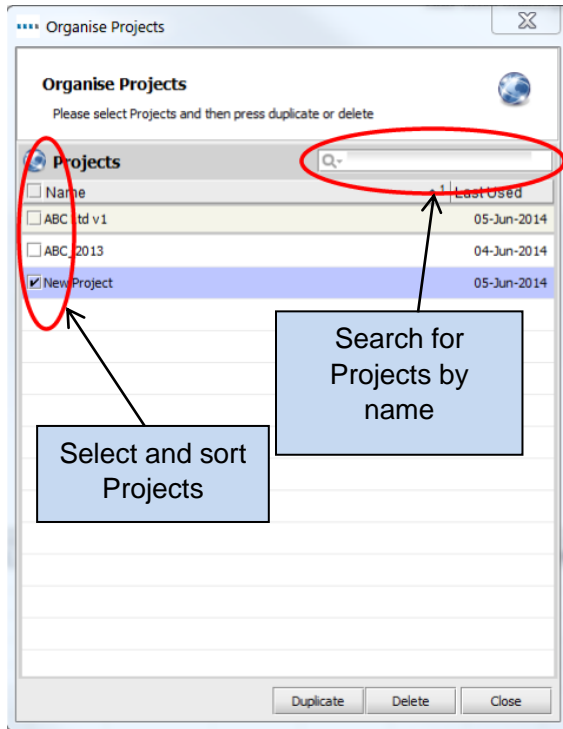 Organise Projects
Organise Projects
Please select Projects and then press duplicate or delete
Projects
Name 1 Last Used
ABC Ltd v1 05-Jun-2014
ABC_2013 04-Jun-2014
New Project 05-Jun-2014
Search for
Projects by
name
Select and sort
Projects
Duplicate Delete Close